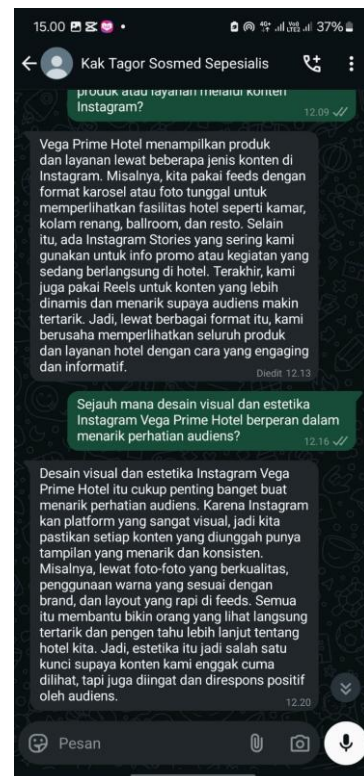 15.00
40+
37%
Kak Tagor Sosmed Sepesialis
produk atau layanan melalui konten
Instagram?
12.09
Vega Prime Hotel menampilkan produk
dan layanan lewat beberapa jenis konten di
Instagram. Misalnya, kita pakai feeds dengan
format karosel atau foto tunggal untuk
memperlihatkan fasilitas hotel seperti kamar,
kolam renang, ballroom, dan resto. Selain
itu, ada Instagram Stories yang sering kami
gunakan untuk info promo atau kegiatan yang
sedang berlangsung di hotel. Terakhir, kami
juga pakai Reels untuk konten yang lebih
dinamis dan menarik supaya audiens makin
tertarik. Jadi, lewat berbagai format itu, kami
berusaha memperlihatkan seluruh produk
dan layanan hotel dengan cara yang engaging
dan informatif.
Diedit 12.13
Sejauh mana desain visual dan estetika
Instagram Vega Prime Hotel berperan dalam
menarik perhatian audiens?
12.16
Desain visual dan estetika Instagram Vega
Prime Hotel itu cukup penting banget buat
menarik perhatian audiens. Karena Instagram
kan platform yang sangat visual, jadi kita
pastikan setiap konten yang diunggah punya
tampilan yang menarik dan konsisten.
Misalnya, lewat foto-foto yang berkualitas,
penggunaan warna yang sesuai dengan
brand, dan layout yang rapi di feeds. Semua
itu membantu bikin orang yang lihat langsung
tertarik dan pengen tahu lebih lanjut tentang
hotel kita. Jadi, estetika itu jadi salah satu
kunci supaya konten kami enggak cuma
dilihat, tapi juga diingat dan direspons positif
oleh audiens.
12.20
Pesan